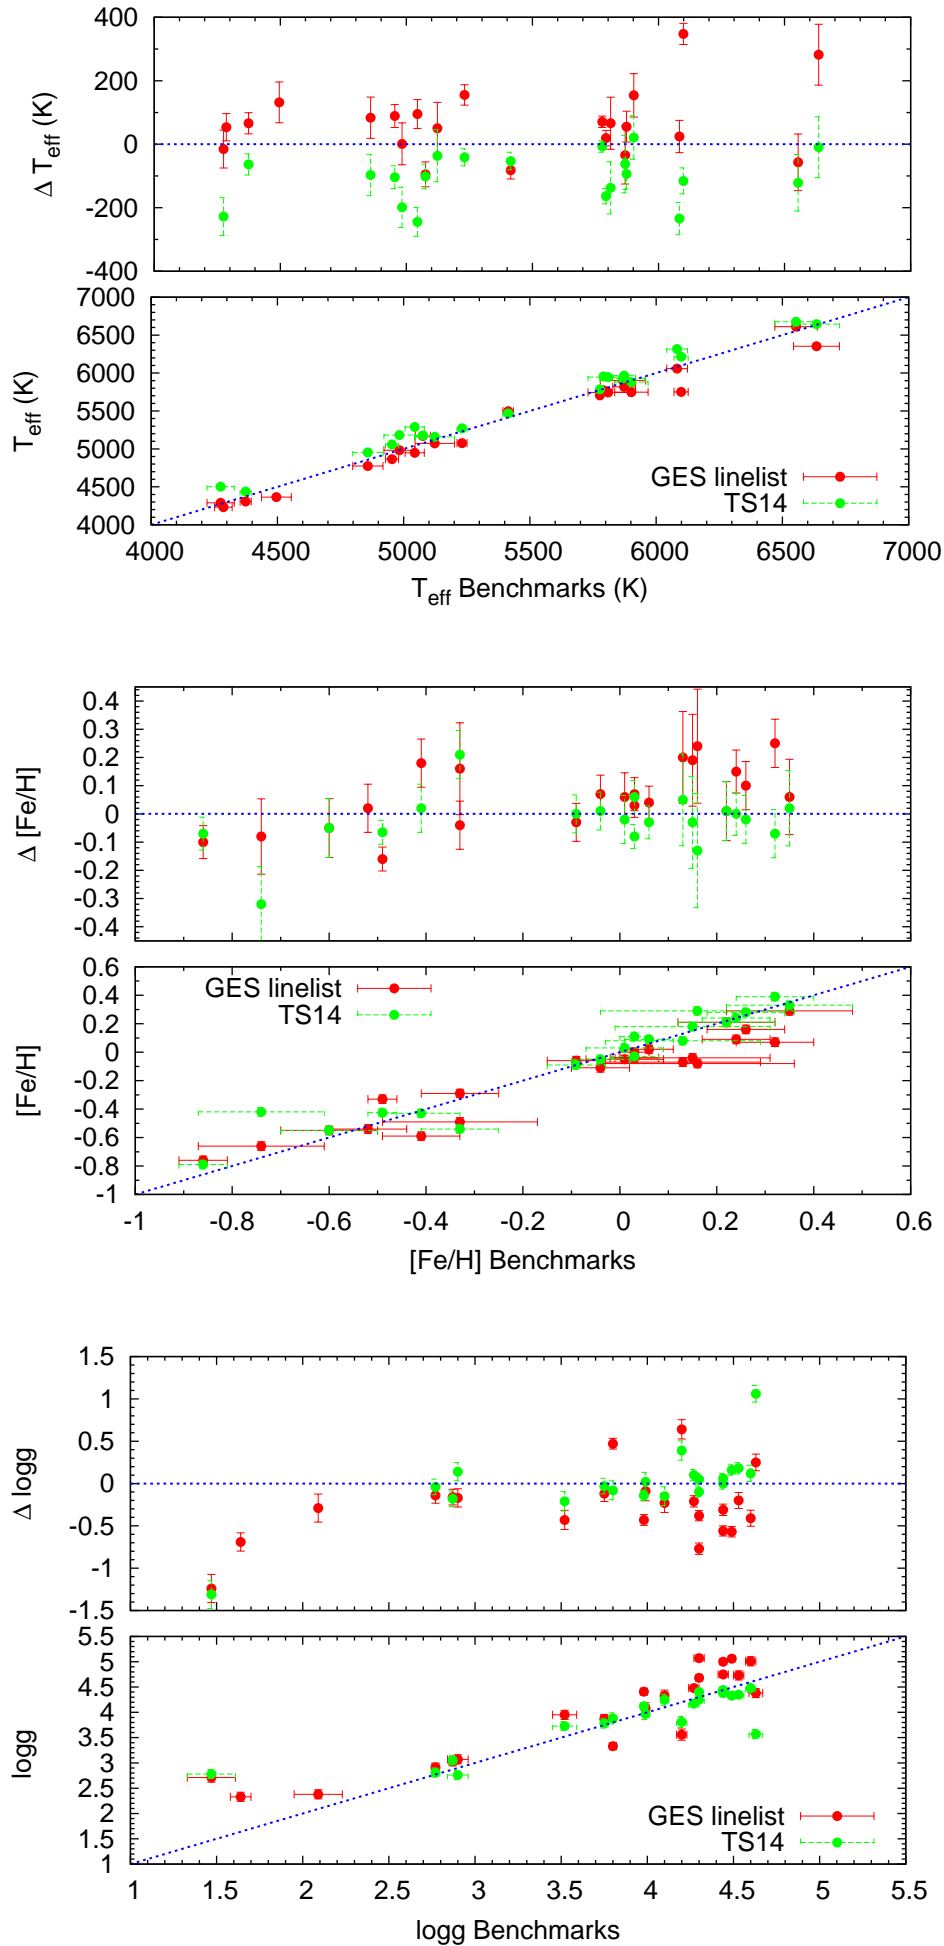 400
200
0
-200
-400
Δ T_eff (K)
7000
6500
6000
5500
5000
4500
4000
T_eff (K)
GES linelist
TS14
4000 4500 5000 5500 6000 6500 7000
T_eff Benchmarks (K)
0.4
0.3
0.2
0.1
0
-0.1
-0.2
-0.3
-0.4
Δ [Fe/H]
0.6
0.4
0.2
0
-0.2
-0.4
-0.6
-0.8
-1
[Fe/H]
GES linelist
TS14
-1 -0.8 -0.6 -0.4 -0.2 0 0.2 0.4 0.6
[Fe/H] Benchmarks
1.5
1
0.5
0
-0.5
-1
-1.5
Δ logg
5.5
5
4.5
4
3.5
3
2.5
2
1.5
1
logg
GES linelist
TS14
1 1.5 2 2.5 3 3.5 4 4.5 5 5.5
logg Benchmarks